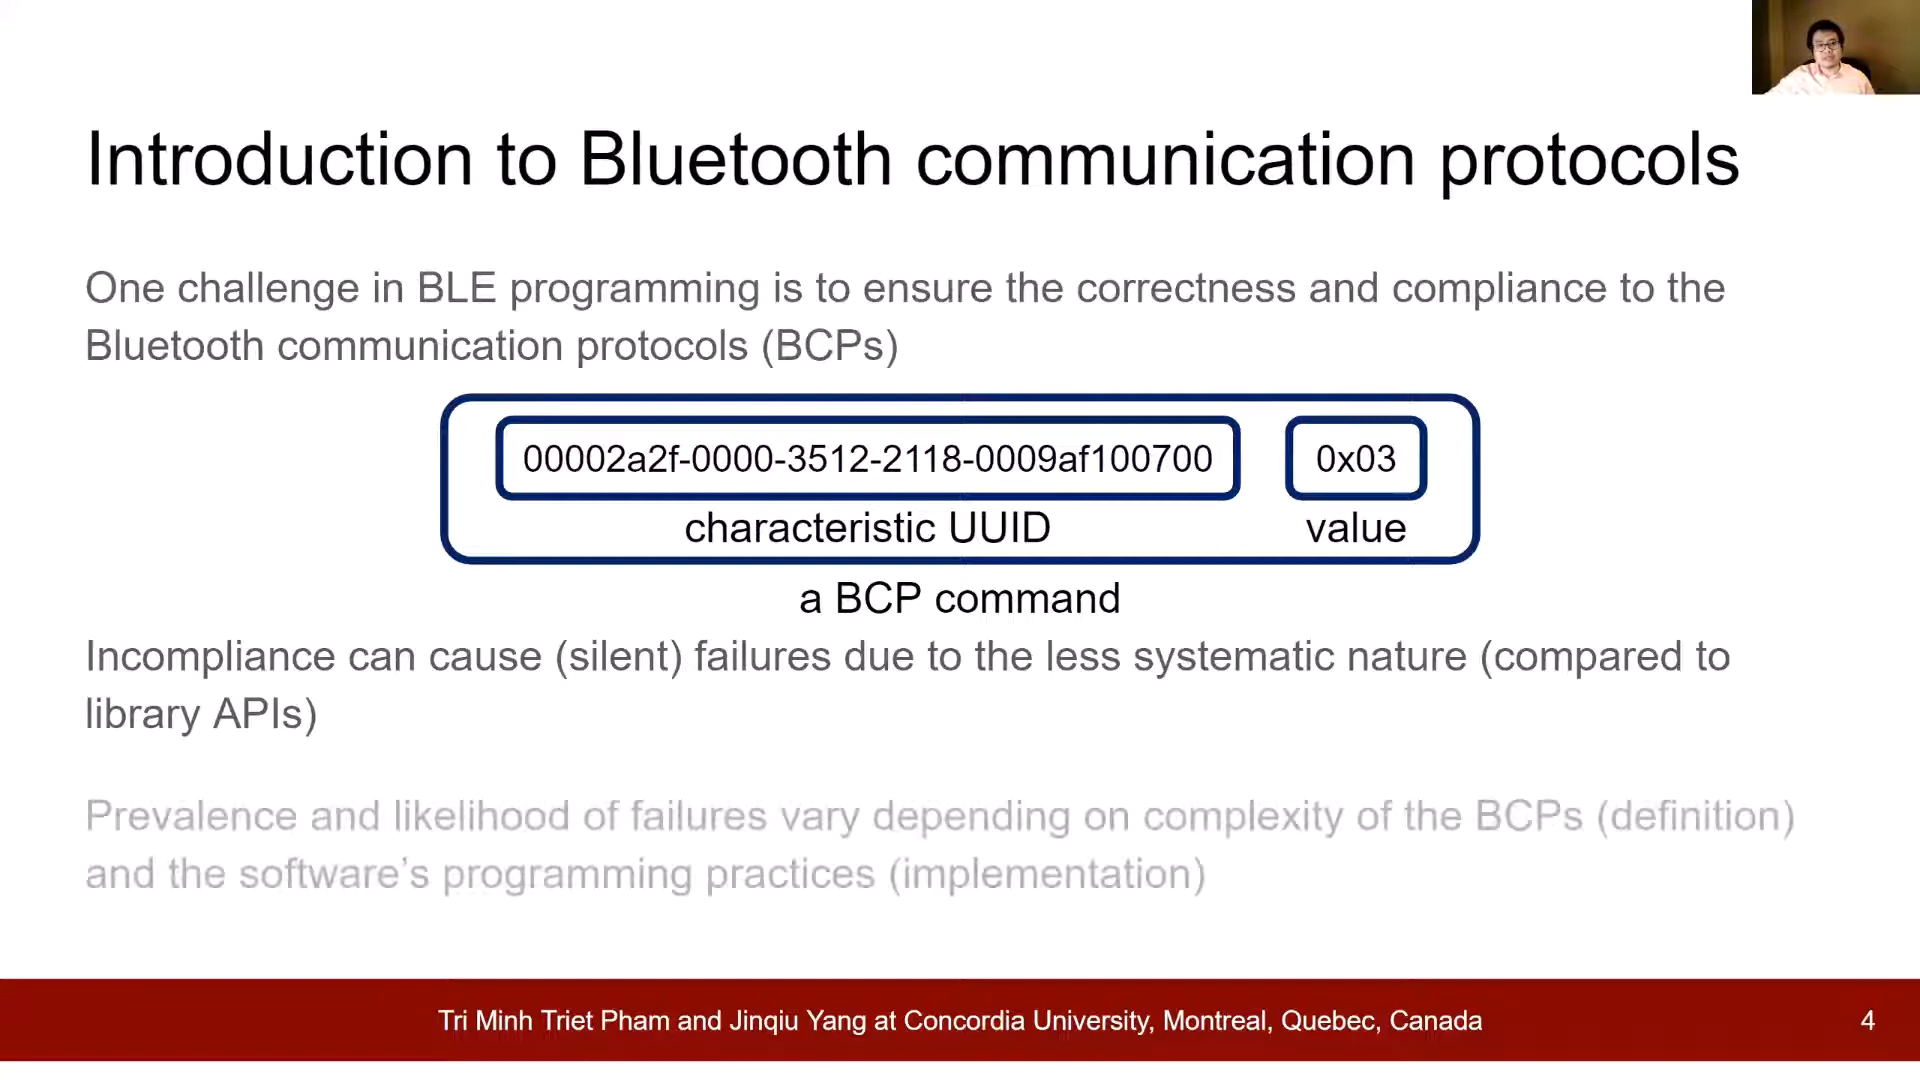 Introduction to Bluetooth communication protocols
One challenge in BLE programming is to ensure the correctness and compliance to the
Bluetooth communication protocols (BCPs)
00002a2f-0000-3512-2118-0009af100700 0x03
characteristic UUID value
a BCP command
Incompliance can cause (silent) failures due to the less systematic nature (compared to
library APIs)
Prevalence and likelihood of failures vary depending on complexity of the BCPs (definition)
and the software’s programming practices (implementation)
Tri Minh Triet Pham and Jinqiu Yang at Concordia University, Montreal, Quebec, Canada 4